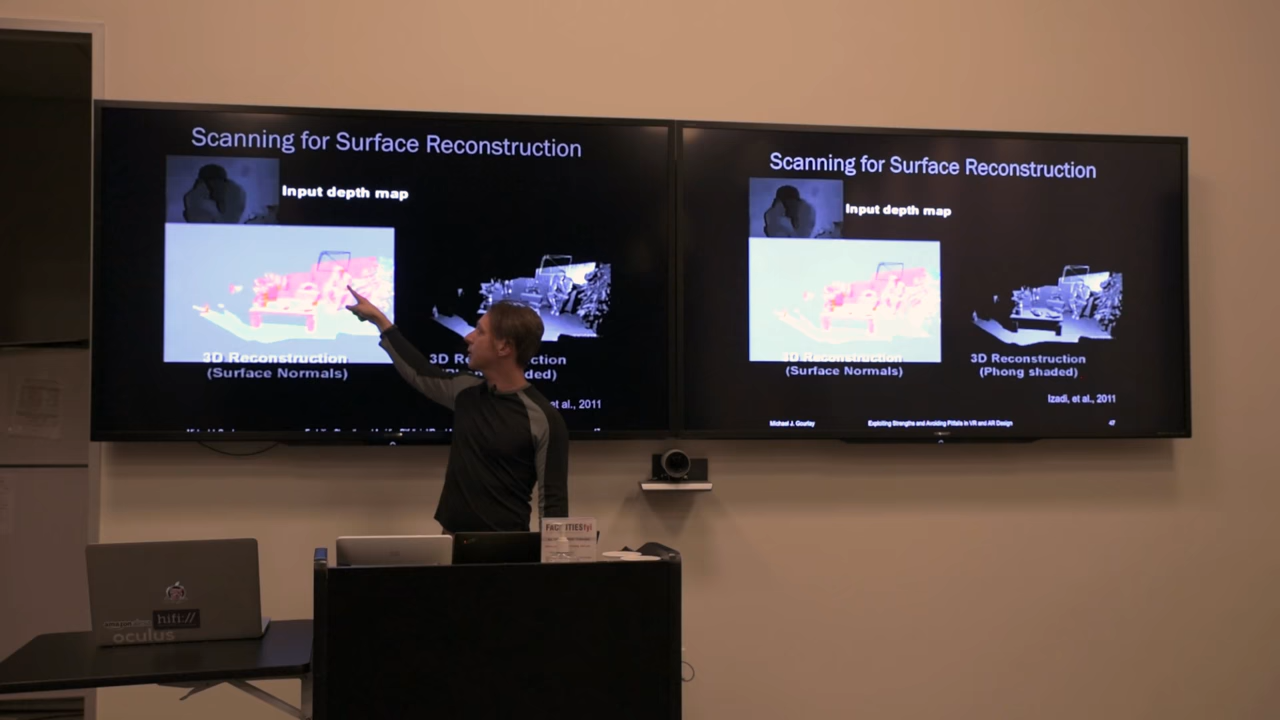 Scanning for Surface Reconstruction
Input depth map
3D Reconstruction
(Surface Normals)
et al., 2011
Scanning for Surface Reconstruction
Input depth map
3D Reconstruction
(Surface Normals)
3D Reconstruction
(Phong shaded)
Izadi, et al., 2011
Michael J. Gourlay
Exploiting Strengths and Avoiding Pitfalls in VR and AR Design
47
hifi://
oculus